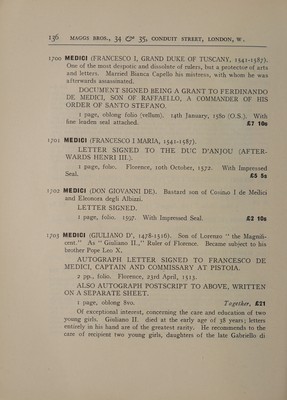 136 MAGGS BROS., 34 & 35, CONDUIT STREET, LONDON, W.
1700 MEDICI (FRANCESCO I, GRAND DUKE OF TUSCANY, 1541-1587).
One of the most despotic and dissolute of rulers, but a protector of arts
and letters. Married Bianca Capello his mistress, with whom he was
afterwards assassinated.
DOCUMENT SIGNED BEING A GRANT TO FERDINANDO
DE MEDICI, SON OF RAFFAELLO, A COMMANDER OF HIS
ORDER OF SANTO STEFANO.
1 page, oblong folio (vellum). 14th January, 1580 (O.S.). With
fine leaden seal attached. £7 10s
1701 MEDICI (FRANCESCO I MARIA, 1541-1587).
LETTER SIGNED TO THE DUC D'ANJOU (AFTER-
WARDS HENRI III.).
1 page, folio. Florence, 10th October, 1572. With Impressed
Seal. £5 5s
1702 MEDICI (DON GIOVANNI DE). Bastard son of Cosimo I de Medici
and Eleonora degli Albizzi.
LETTER SIGNED.
1 page, folio. 1597. With Impressed Seal. £2 10s
1703 MEDICI (GIULIANO D', 1478-1516). Son of Lorenzo "the Magnifi-
cent." As "Giuliano II.," Ruler of Florence. Became subject to his
brother Pope Leo X.
AUTOGRAPH LETTER SIGNED TO FRANCESCO DE
MEDICI, CAPTAIN AND COMMISSARY AT PISTOIA.
2 pp., folio. Florence, 23rd April, 1513.
ALSO AUTOGRAPH POSTSCRIPT TO ABOVE, WRITTEN
ON A SEPARATE SHEET.
1 page, oblong 8vo. Together, £21
Of exceptional interest, concerning the care and education of two
young girls. Giuliano II. died at the early age of 38 years; letters
entirely in his hand are of the greatest rarity. He recommends to the
care of recipient two young girls, daughters of the late Gabriello di